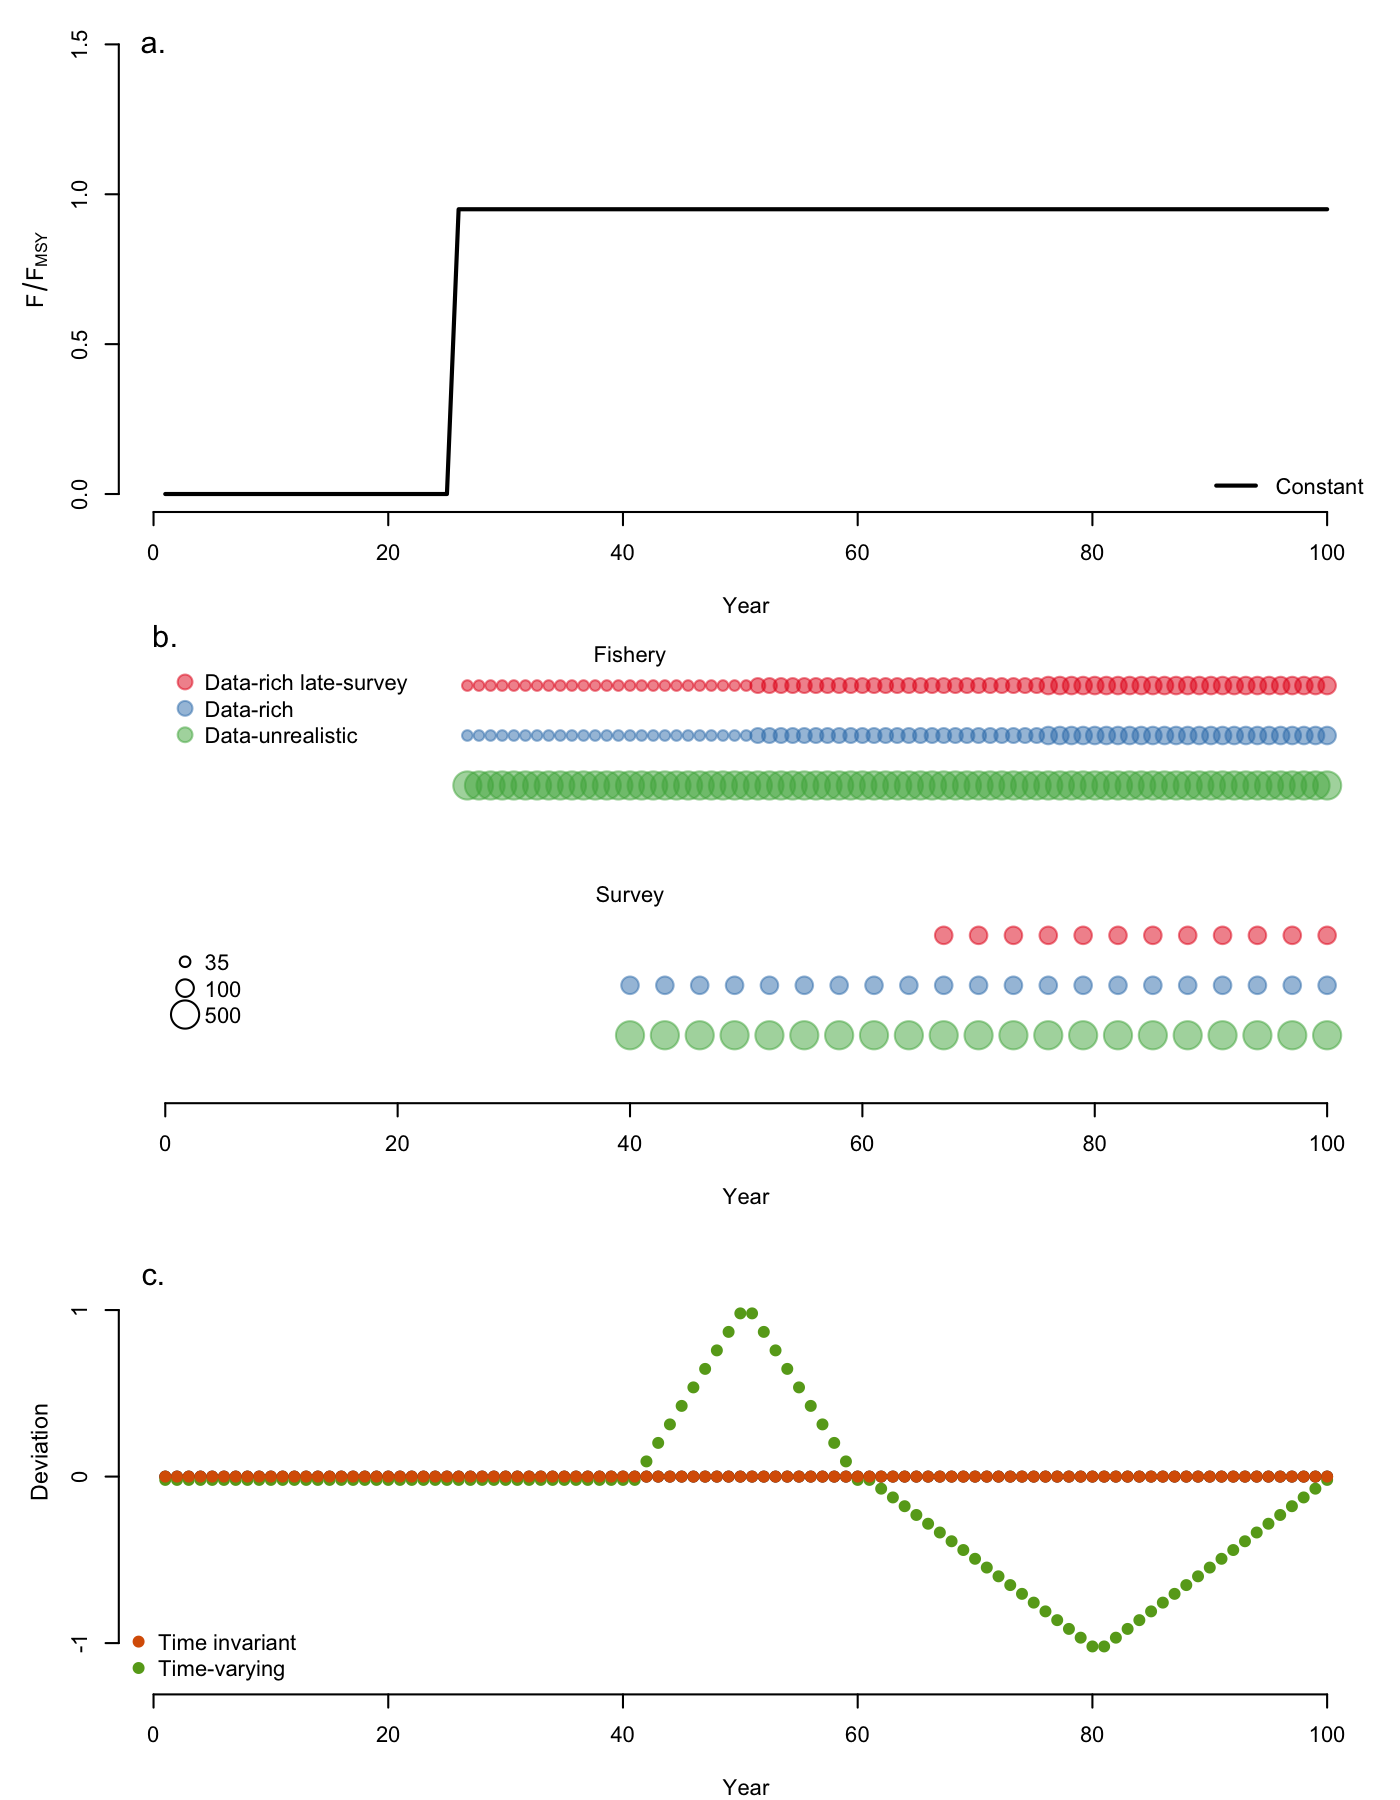 a.
1.5
1.0
0.5
0.0
F/FMSY
Constant
0 20 40 60 80 100
Year
b.
Fishery
Data-rich late-survey
Data-rich
Data-unrealistic
Survey
35
100
500
0 20 40 60 80 100
Year
c.
1
0
-1
Deviation
Time invariant
Time-varying
0 20 40 60 80 100
Year